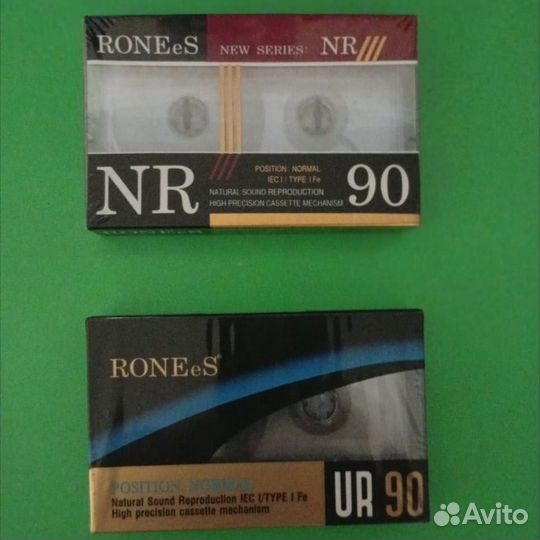 RONEeS NEW SERIES: NR
POSITION: NORMAL
IEC I / TYPE I Fe
NR NATURAL SOUND REPRODUCTION 90
HIGH PRECISION CASSETTE MECHANISM
RONEeS
RONEeS®
POSITION: NORMAL
Natural Sound Reproduction IEC I/TYPE I Fe
High precision cassette mechanism
UR 90
Avito